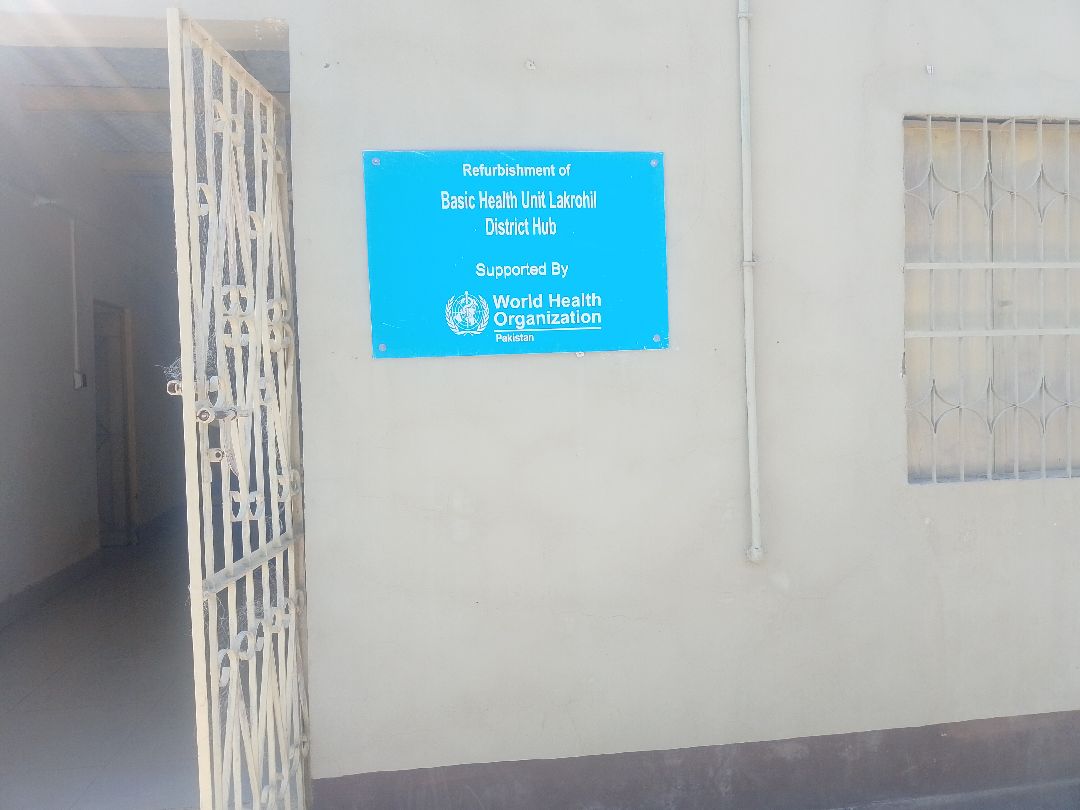 Refurbishment of
Basic Health Unit Lakrohil
District Hub
Supported By
World Health
Organization
Pakistan